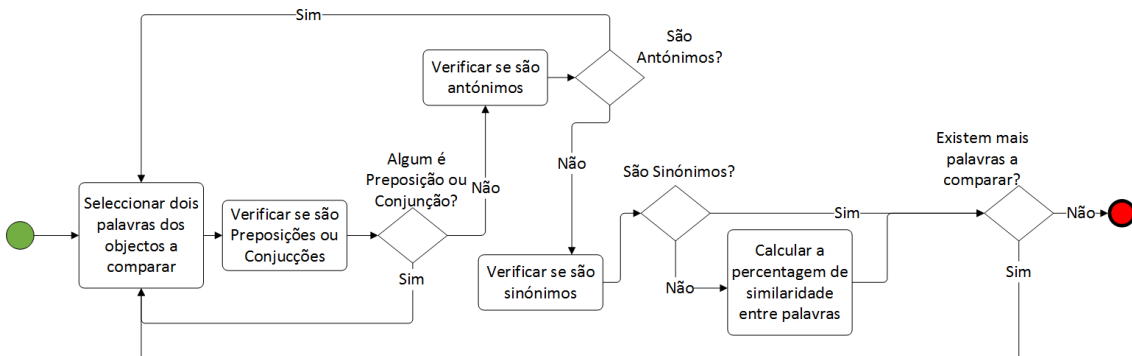 Sim
São
Antónimos?
Verificar se são
antónimos
Não
Algum é
Preposição ou
Conjunção?
Não
Seleccionar dois
palavras dos
objectos a
comparar
Verificar se são
Preposições ou
Conjucções
Sim
Verificar se são
sinónimos
São Sinónimos?
Sim
Não
Calcular a
percentagem de
similaridade
entre palavras
Existem mais
palavras a
comparar?
Não
Sim